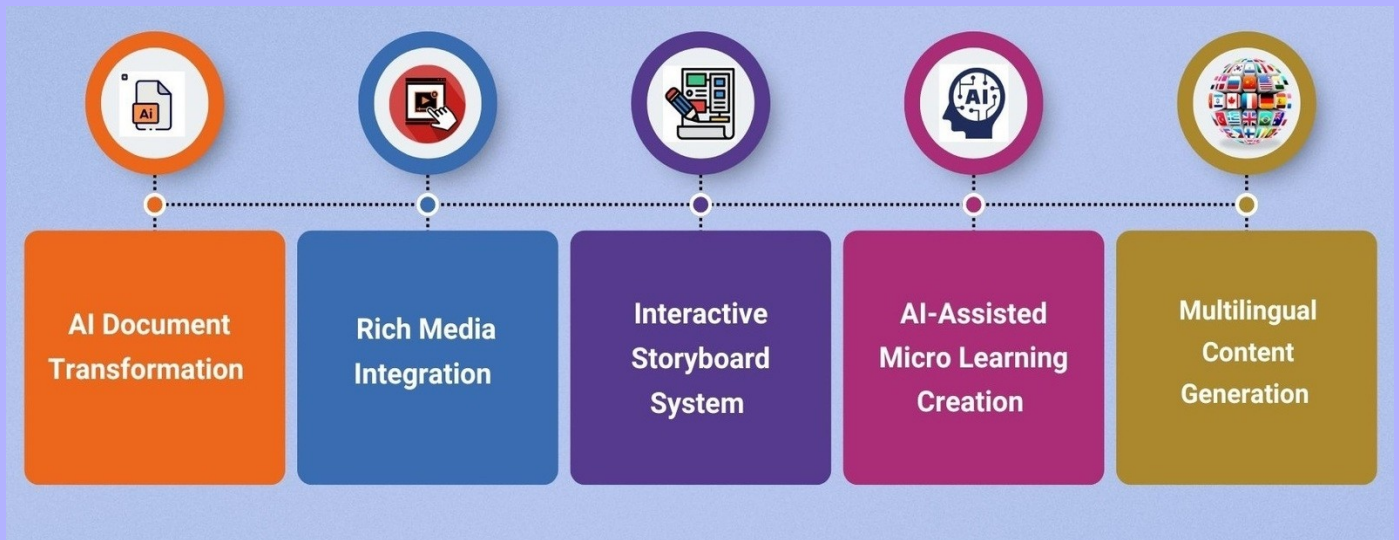 Ai
AI
AI Document
Transformation
Rich Media
Integration
Interactive
Storyboard
System
AI-Assisted
Micro Learning
Creation
Multilingual
Content
Generation